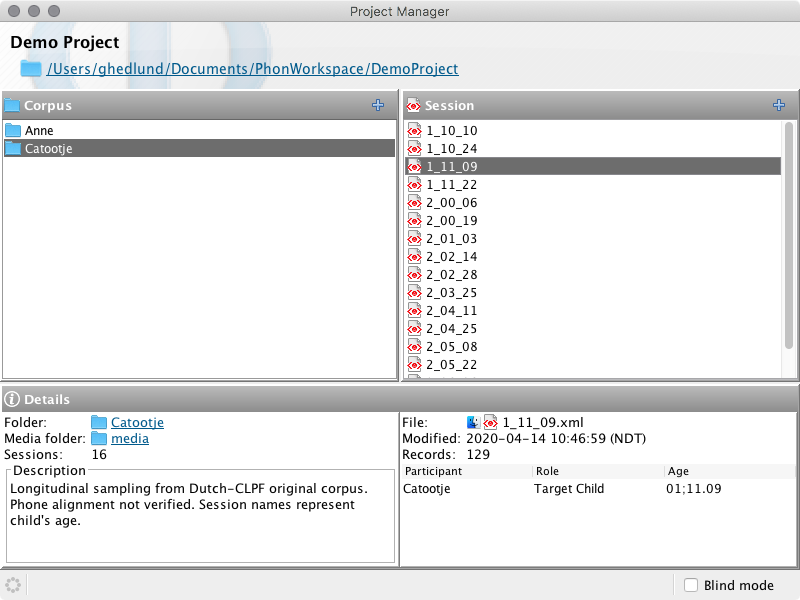 Project Manager
Demo Project
/Users/ghedlund/Documents/PhonWorkspace/DemoProject
Corpus
Anne
Catootje
Session
1_10_10
1_10_24
1_11_09
1_11_22
2_00_06
2_00_19
2_01_03
2_02_14
2_02_28
2_03_25
2_04_11
2_04_25
2_05_08
2_05_22
Details
Folder: Catootje
Media folder: media
Sessions: 16
Description
Longitudinal sampling from Dutch-CLPF original corpus.
Phone alignment not verified. Session names represent
child's age.
File: 1_11_09.xml
Modified: 2020-04-14 10:46:59 (NDT)
Records: 129
Participant Role Age
Catootje Target Child 01;11.09
Blind mode